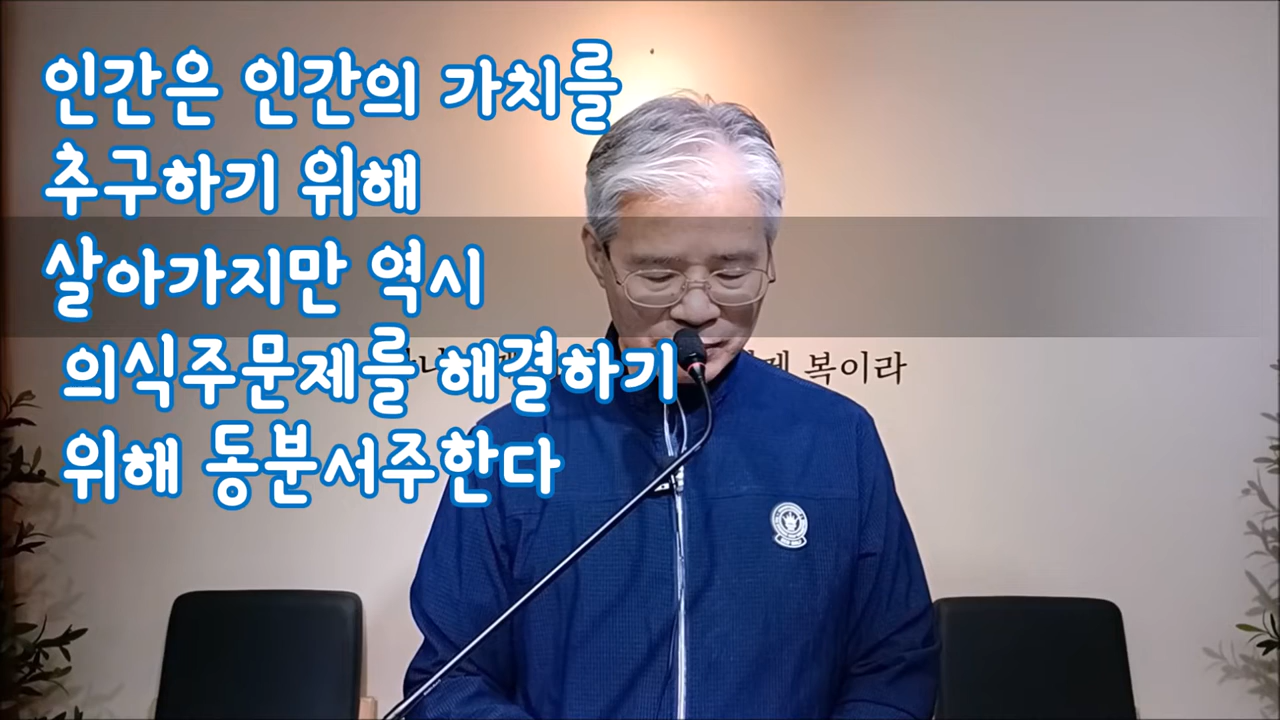 인간은 인간의 가치를
추구하기 위해
살아가지만 역시
의식주문제를 해결하기
위해 동분서주한다
복이라